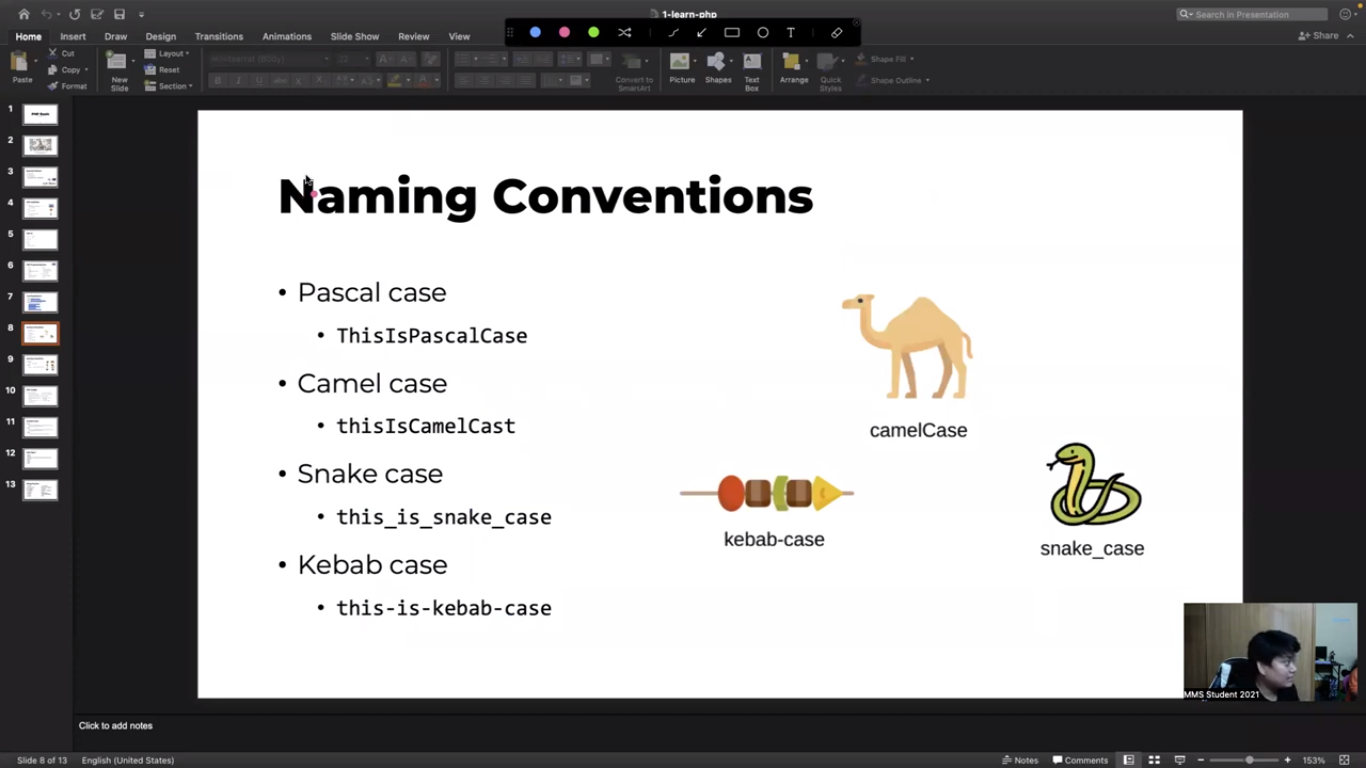 1-learn-php
Search in Presentation
Home Insert Draw Design Transitions Animations Slide Show Review View
Share
Paste
Cut
Copy
Format
New Slide
Layout
Reset
Section
Montserrat (Body)
Convert to SmartArt
Picture
Shapes
Text Box
Arrange
Quick Styles
Shape Fill
Shape Outline
1
2
3
4
5
6
7
8
9
10
11
12
13
Naming Conventions
• Pascal case
• ThisIsPascalCase
• Camel case
• thisIsCamelCast
• Snake case
• this_is_snake_case
• Kebab case
• this-is-kebab-case
camelCase
kebab-case
snake_case
MMS Student 2021
Click to add notes
Slide 8 of 13 English (United States)
Notes Comments 153%